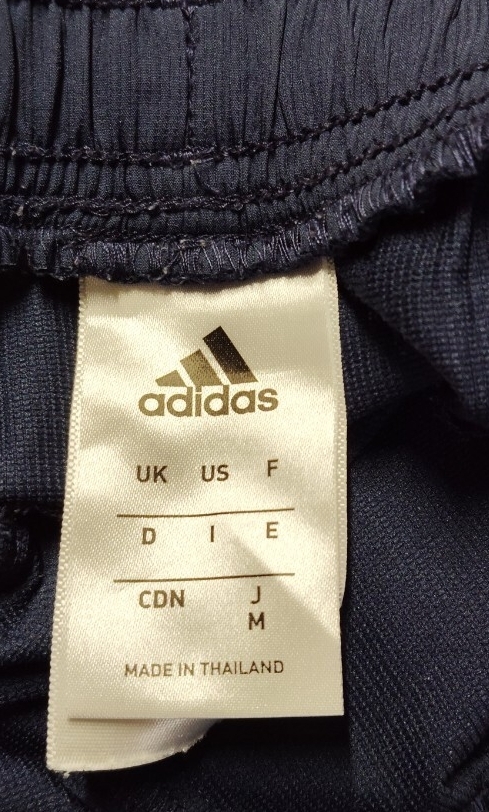 adidas
UK US F
D I E
CDN J
M
MADE IN THAILAND